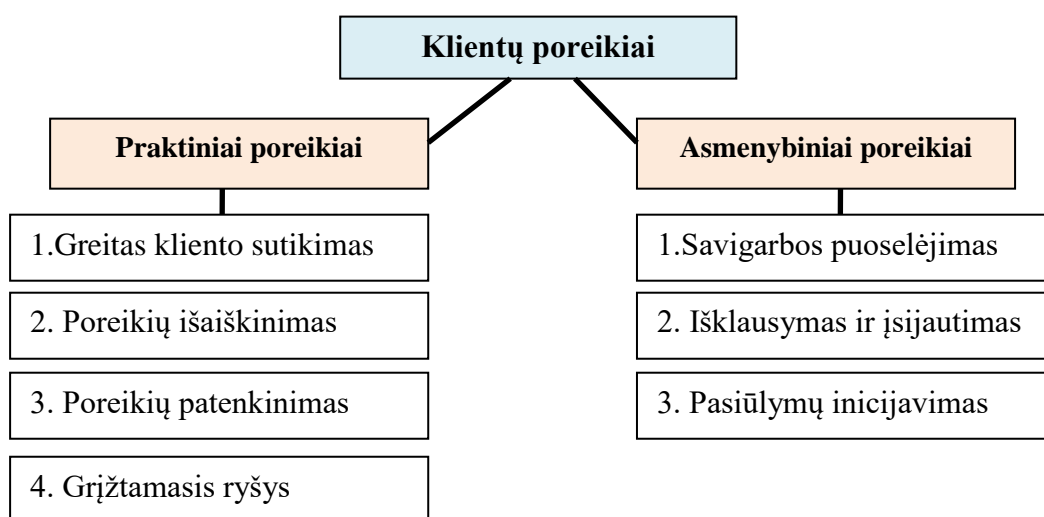 Klientų poreikiai
Praktiniai poreikiai
1.Greitas kliento sutikimas
2. Poreikių išaiškinimas
3. Poreikių patenkinimas
4. Grįžtamasis ryšys
Asmenybiniai poreikiai
1.Savigarbos puoselėjimas
2. Išklausymas ir įsijautimas
3. Pasiūlymų inicijavimas